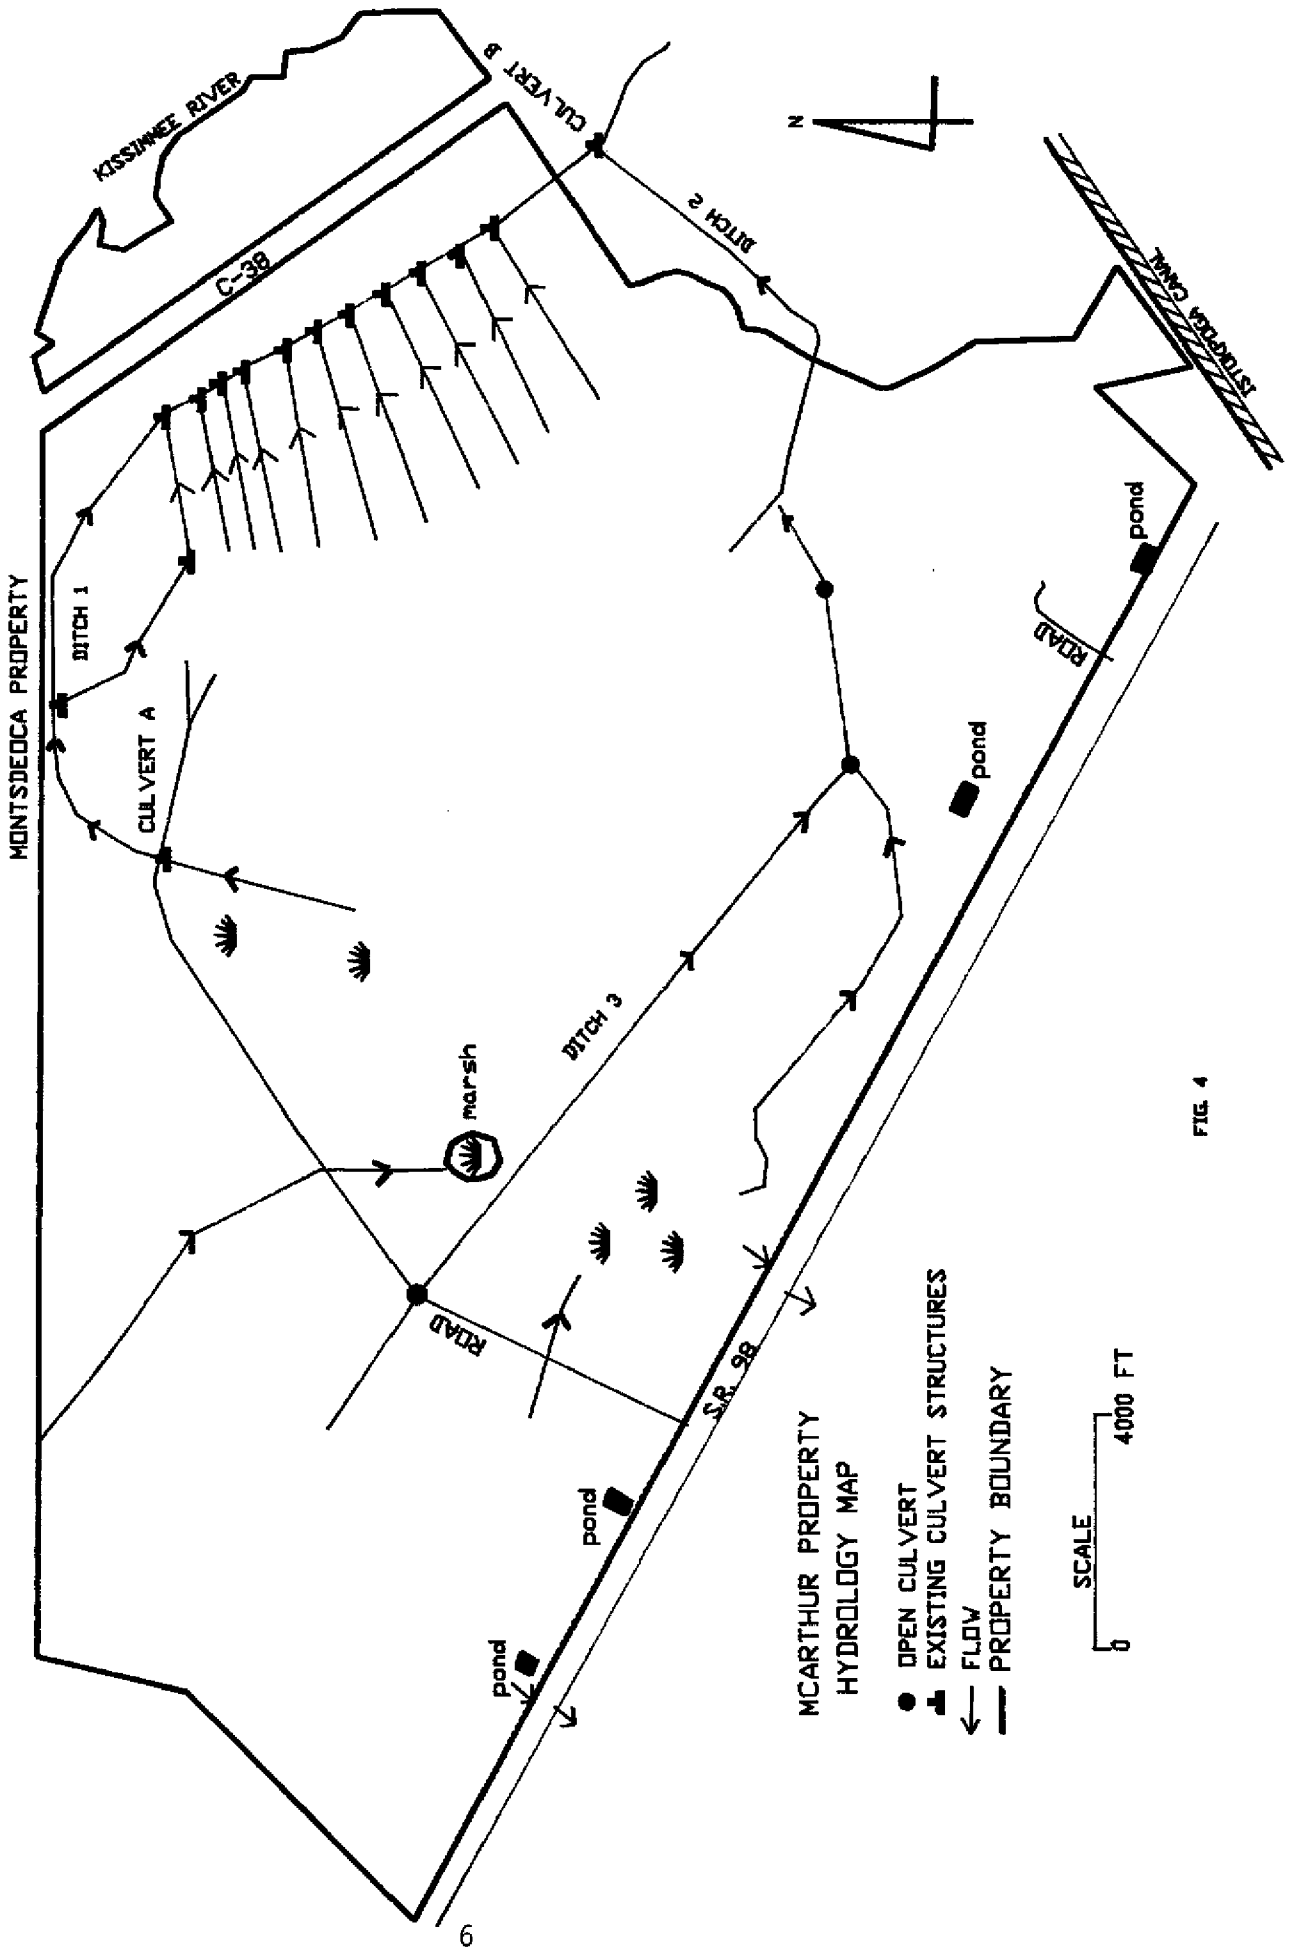 MONTSDEOCA PROPERTY
KISSIMMEE RIVER
C-38
CULVERT B
DITCH 1
CULVERT A
DITCH 2
N
ISTOKPOGA CANAL
marsh
DITCH 3
pond
ROAD
pond
ROAD
pond
pond
S.R. 98
MCARTHUR PROPERTY
HYDROLOGY MAP
OPEN CULVERT
EXISTING CULVERT STRUCTURES
FLOW
PROPERTY BOUNDARY
SCALE
0 4000 FT
FIG. 4
6